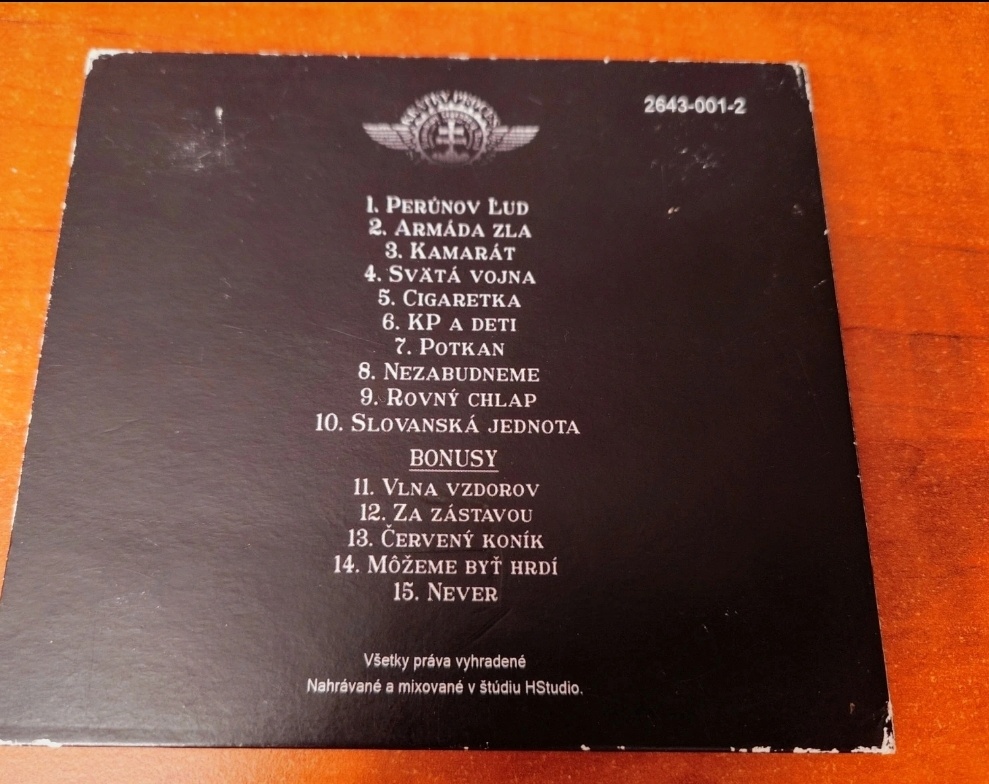 KRÁTKY PROCES
2643-001-2
1. Perúnov Ľud
2. Armáda zla
3. Kamarát
4. Svätá vojna
5. Cigaretka
6. KP a deti
7. Potkan
8. Nezabudneme
9. Rovný chlap
10. Slovanská jednota
BONUSY
11. Vlna vzdorov
12. Za zástavou
13. Červený koník
14. Môžeme byť hrdí
15. Never
Všetky práva vyhradené
Nahrávané a mixované v štúdiu HStudio.